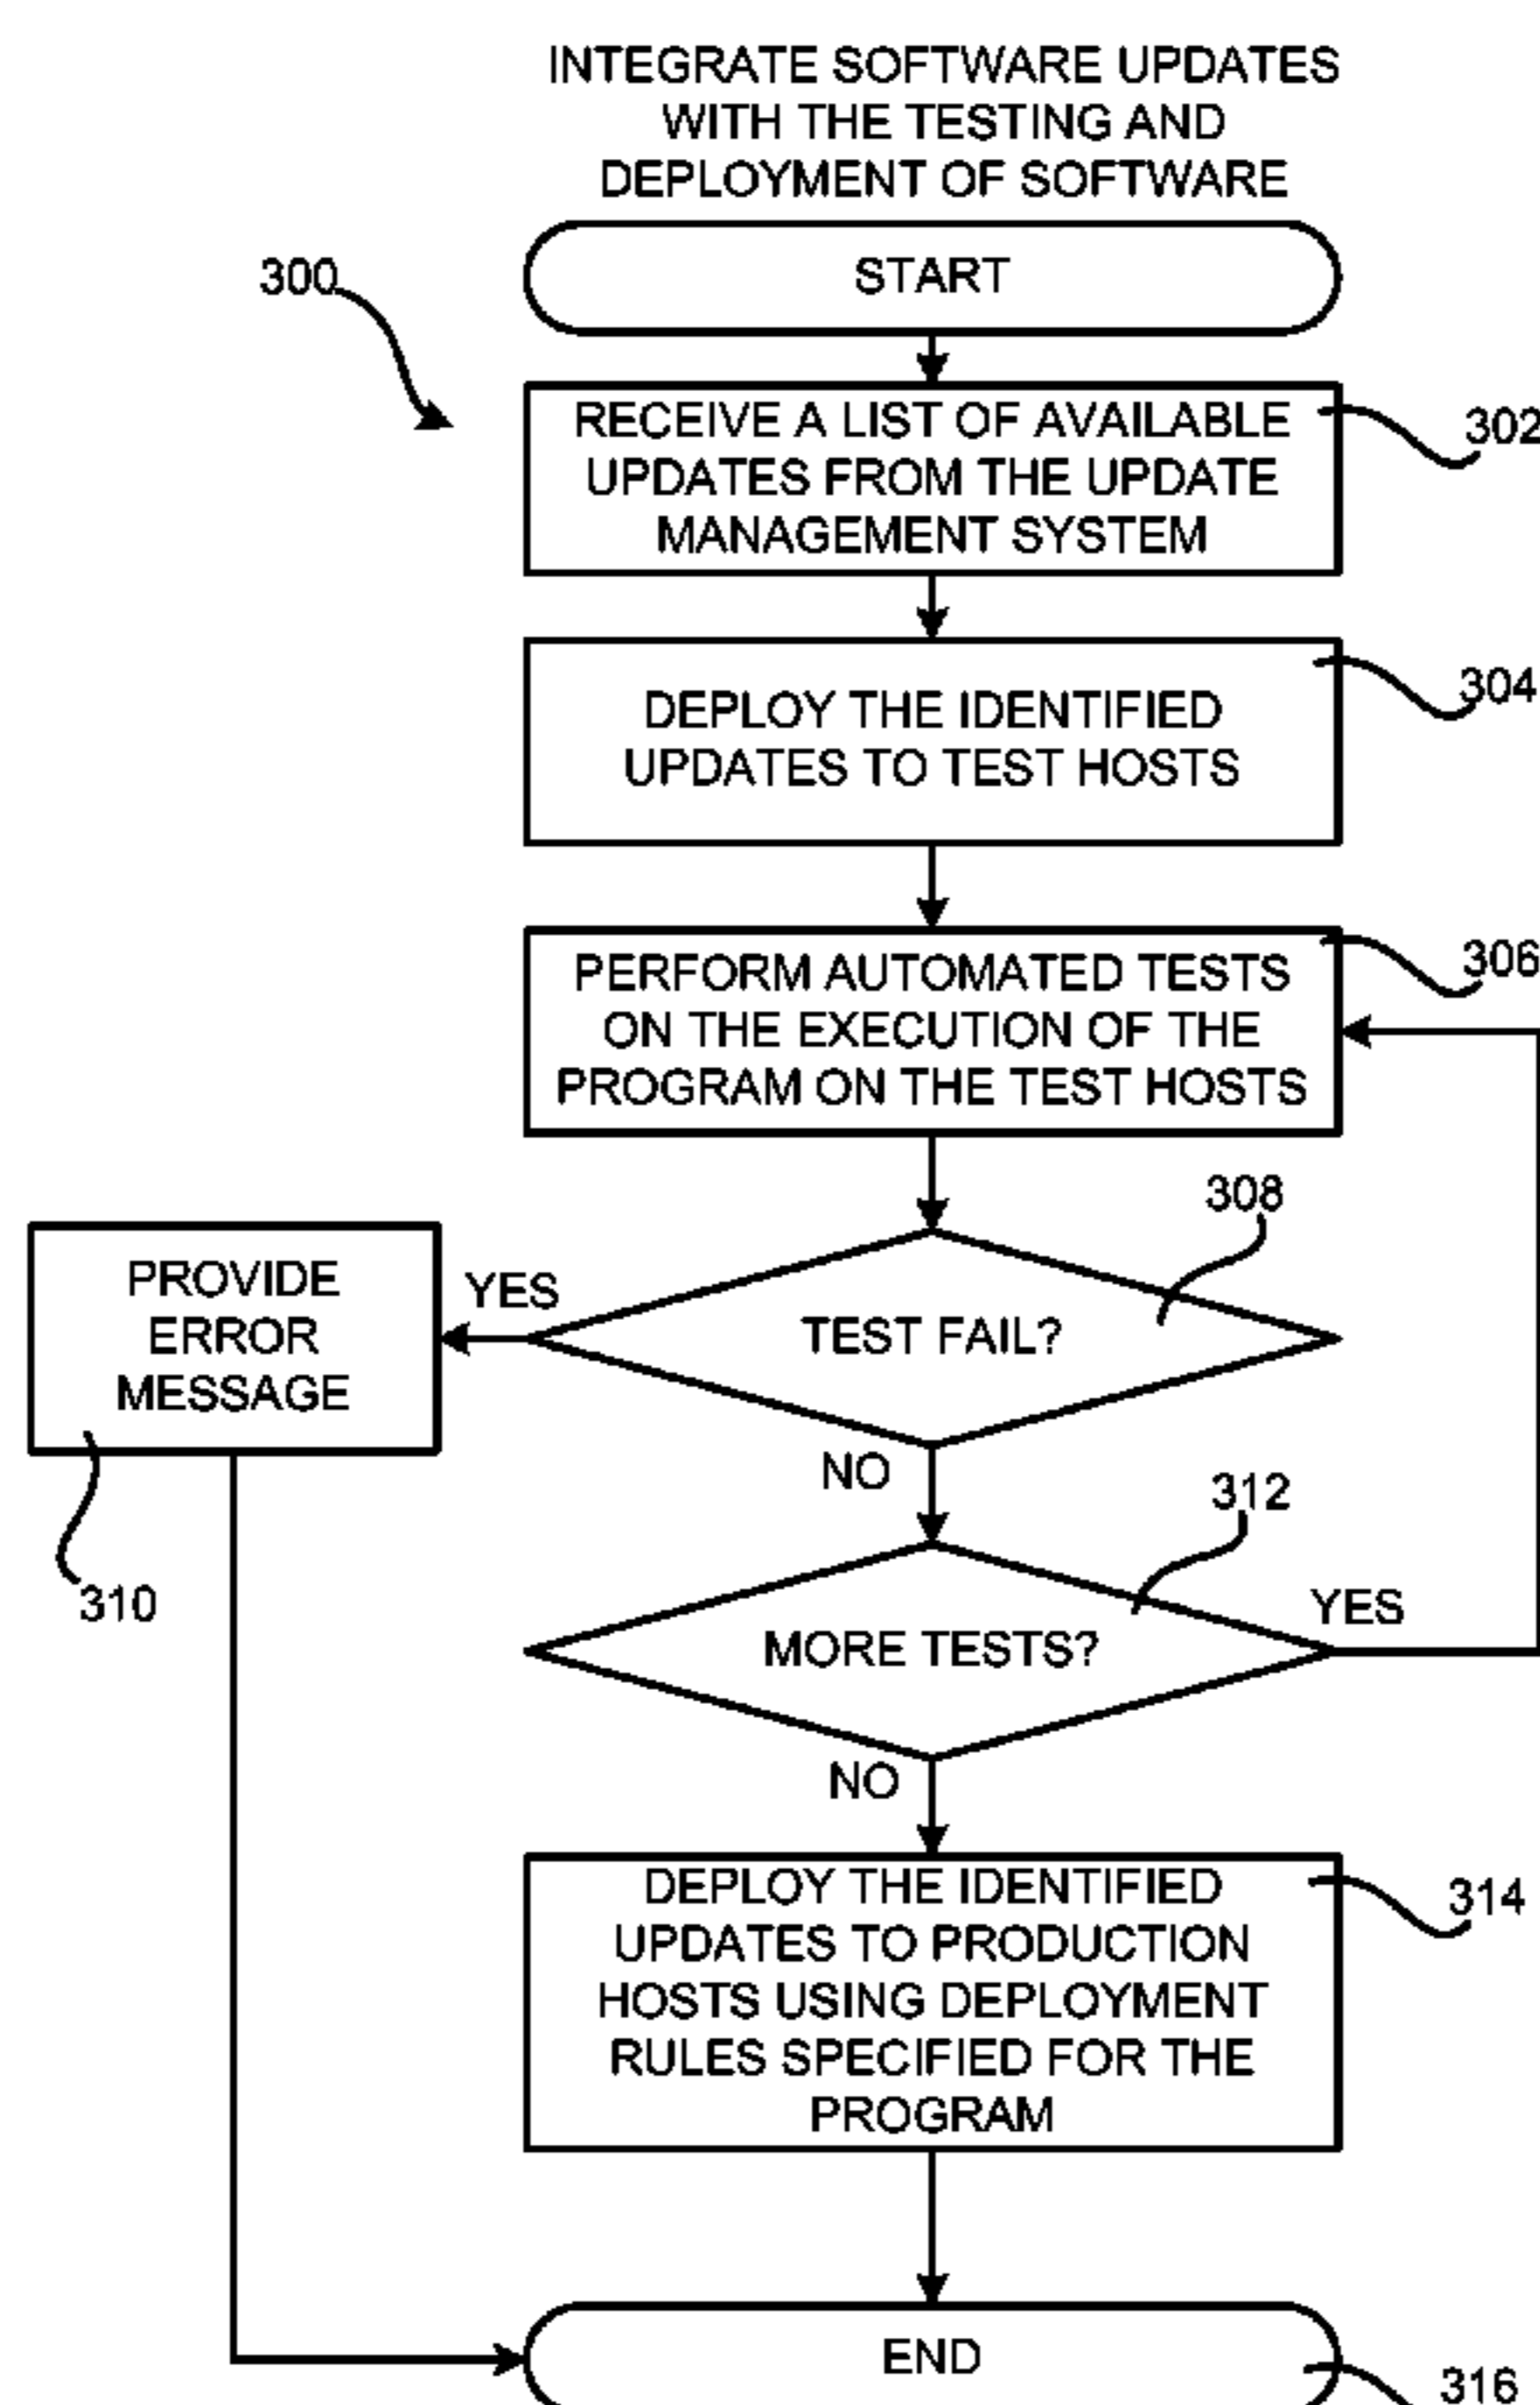 INTEGRATE SOFTWARE UPDATES
WITH THE TESTING AND
DEPLOYMENT OF SOFTWARE
START
300
RECEIVE A LIST OF AVAILABLE
UPDATES FROM THE UPDATE
MANAGEMENT SYSTEM
302
DEPLOY THE IDENTIFIED
UPDATES TO TEST HOSTS
304
PERFORM AUTOMATED TESTS
ON THE EXECUTION OF THE
PROGRAM ON THE TEST HOSTS
306
308
PROVIDE
ERROR
MESSAGE
YES
TEST FAIL?
NO
310
312
MORE TESTS?
YES
NO
DEPLOY THE IDENTIFIED
UPDATES TO PRODUCTION
HOSTS USING DEPLOYMENT
RULES SPECIFIED FOR THE
PROGRAM
314
END
316